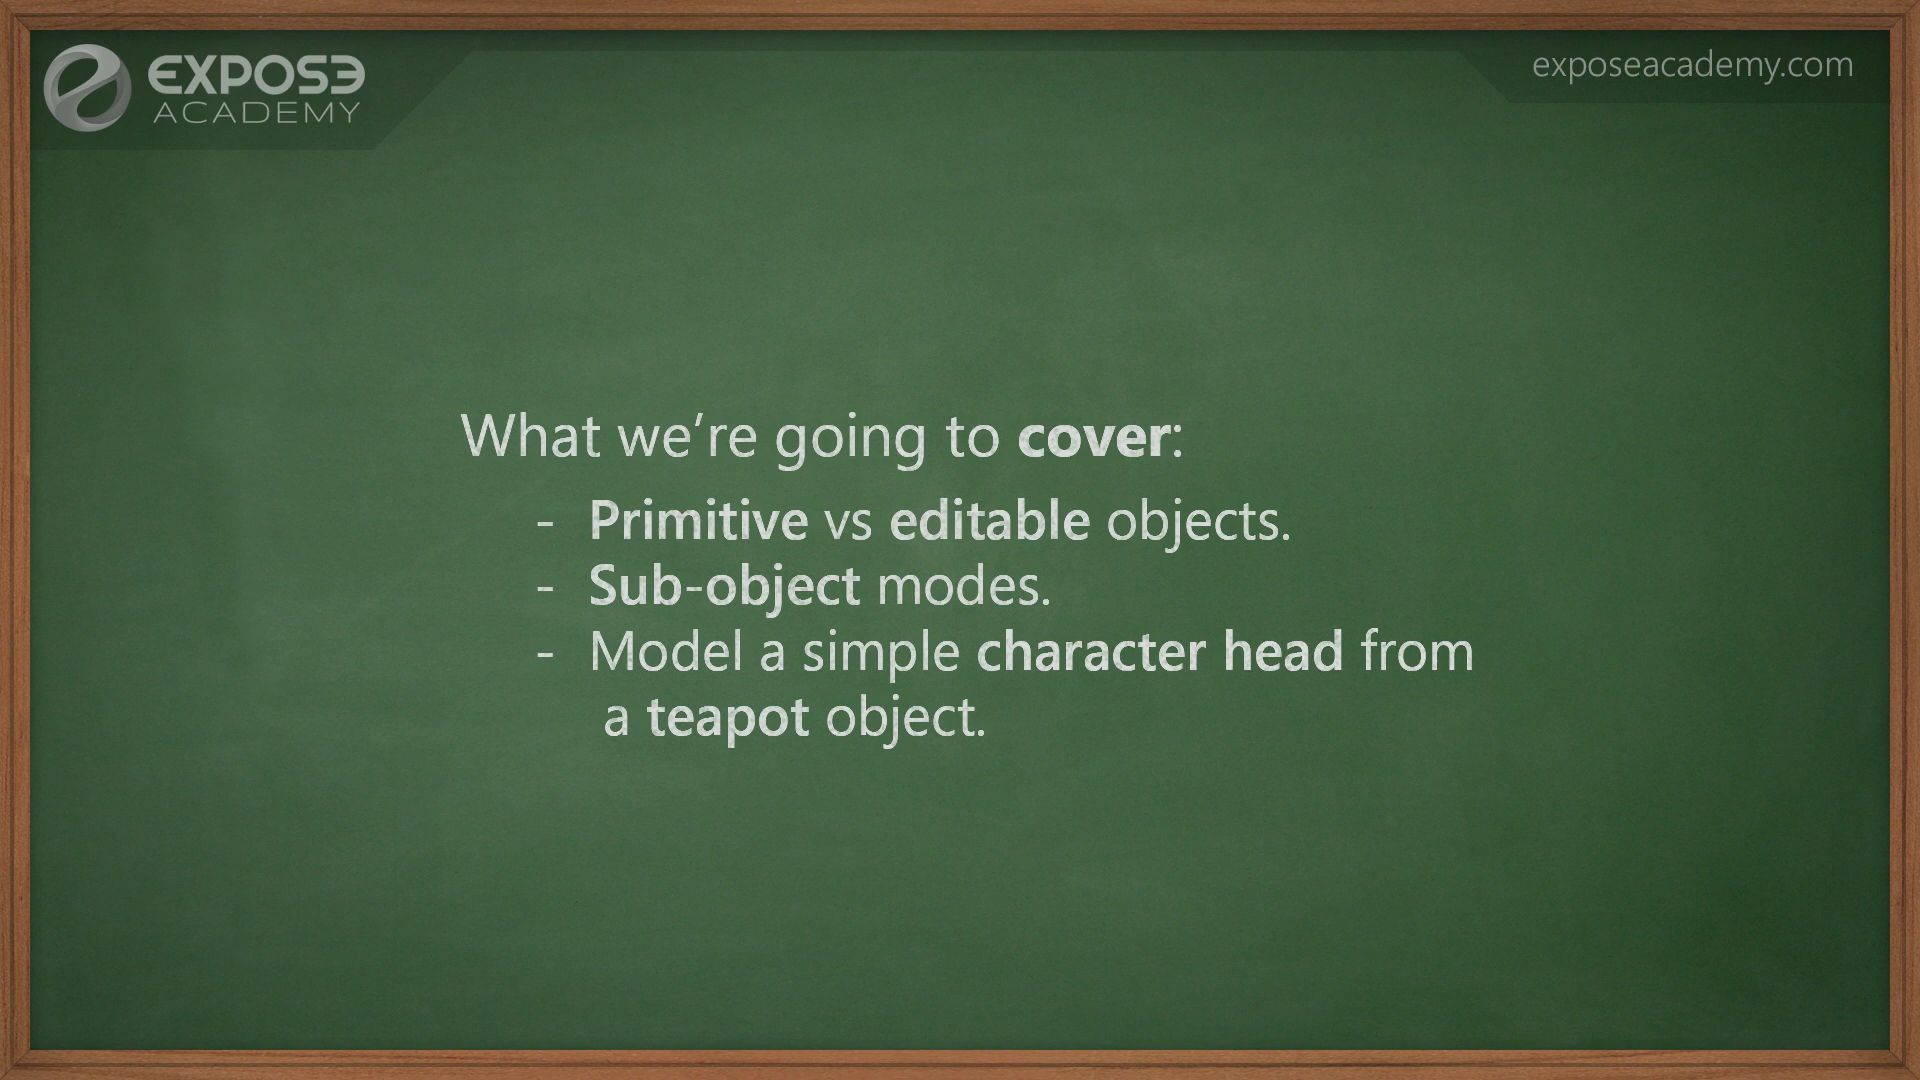 EXPOSE
ACADEMY
exposeacademy.com
What we’re going to cover:
- Primitive vs editable objects.
- Sub-object modes.
- Model a simple character head from
a teapot object.